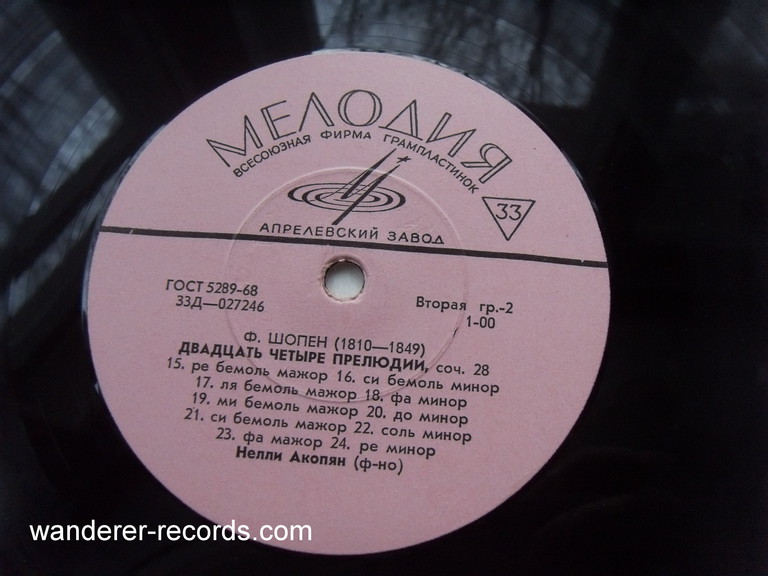 МЕЛОДИЯ
ВСЕСОЮЗНАЯ ФИРМА ГРАМПЛАСТИНОК
33
АПРЕЛЕВСКИЙ ЗАВОД
ГОСТ 5289-68
33Д—027246
Вторая гр.-2
1-00
Ф. ШОПЕН (1810—1849)
ДВАДЦАТЬ ЧЕТЫРЕ ПРЕЛЮДИИ, соч. 28
15. ре бемоль мажор 16. си бемоль минор
17. ля бемоль мажор 18. фа минор
19. ми бемоль мажор 20. до минор
21. си бемоль мажор 22. соль минор
23. фа мажор 24. ре минор
Нелли Акопян (ф-но)
wanderer-records.com